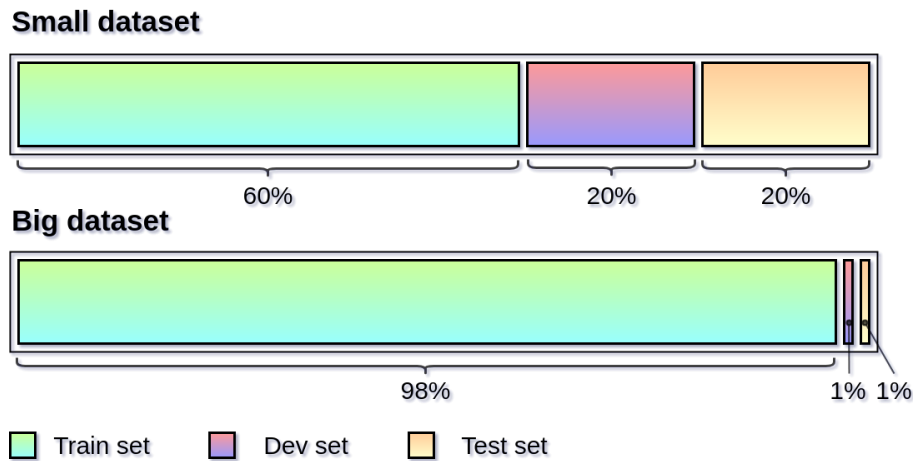 Small dataset
60% 20% 20%
Big dataset
98% 1% 1%
Train set Dev set Test set